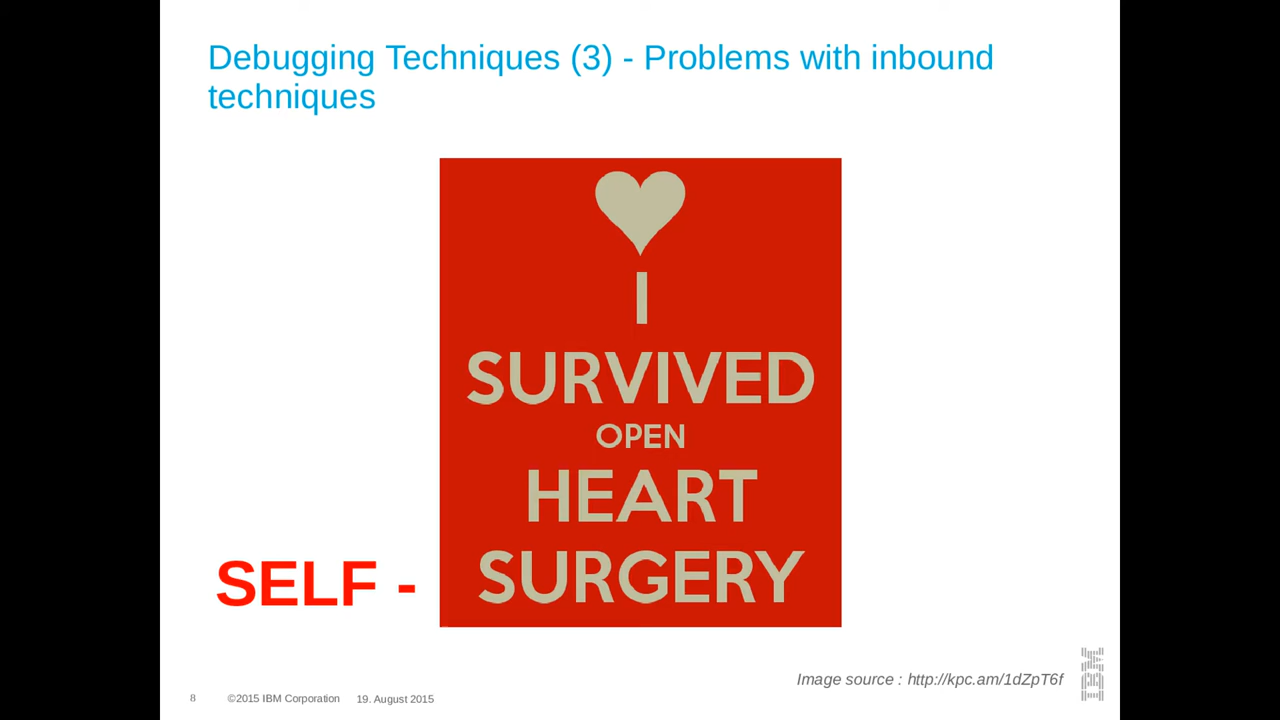 Debugging Techniques (3) - Problems with inbound
techniques
I
SURVIVED
OPEN
HEART
SELF - SURGERY
Image source : http://kpc.am/1dZpT6f
IBM
8 ©2015 IBM Corporation 19. August 2015